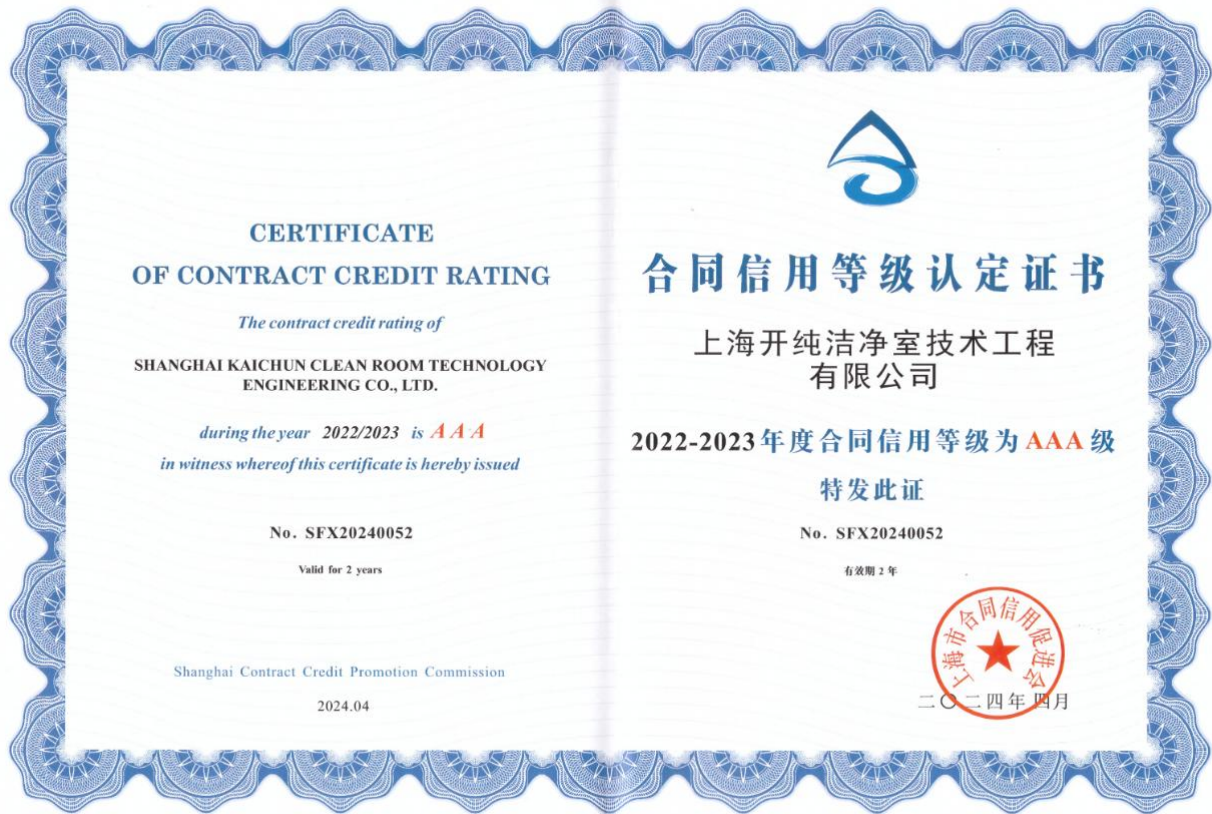 CERTIFICATE
OF CONTRACT CREDIT RATING
The contract credit rating of
SHANGHAI KAICHUN CLEAN ROOM TECHNOLOGY
ENGINEERING CO., LTD.
during the year 2022/2023 is AAA
in witness whereof this certificate is hereby issued
No. SFX20240052
Valid for 2 years
Shanghai Contract Credit Promotion Commission
2024.04
合同信用等级认定证书
上海开纯洁净室技术工程
有限公司
2022-2023年度合同信用等级为AAA级
特发此证
No. SFX20240052
有效期 2 年
上海市合同信用促进会
二〇二四年四月